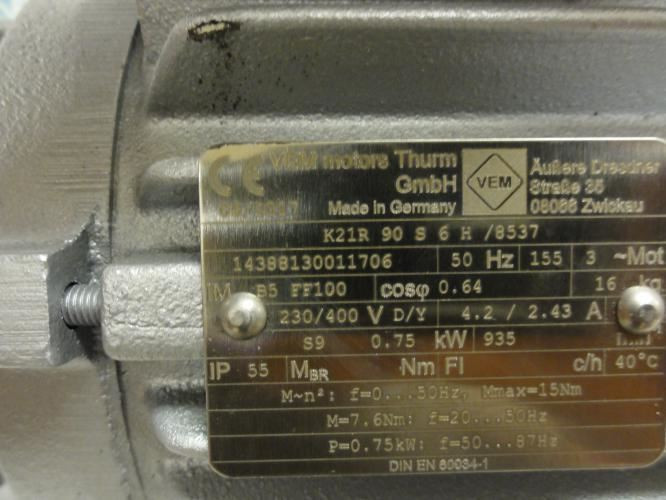 CE VEM motors Thurm
GmbH
Made in Germany
VEM
Äußere Dresdner
Straße 35
08066 Zwickau
K21R 90 S 6 H /8537
14388130011706 50 Hz 155 3 ~Mot
IM B5 FF100 cosφ 0.64 16 kg
230/400 V D/Y 4.2 / 2.43 A
S9 0.75 kW 935
IP 55 MBR Nm FI c/h 40°C
M~n²: f=0...50Hz, Mmax=15Nm
M=7.6Nm: f=20...50Hz
P=0.75kW: f=50...87Hz
DIN EN 60034-1